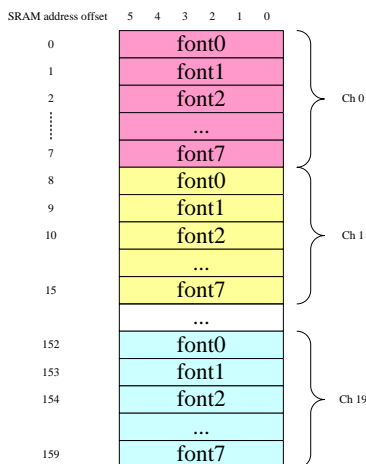 SRAM address offset 5 4 3 2 1 0
0 font0
1 font1
2 font2
...
7 font7
Ch 0
8 font0
9 font1
10 font2
...
15 font7
Ch 1
...
152 font0
153 font1
154 font2
...
159 font7
Ch 19